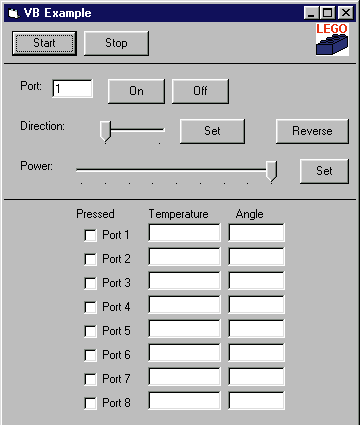 VB Example
Start Stop LEGO
Port: 1 On Off
Direction: Set Reverse
Power: Set
Pressed Temperature Angle
Port 1
Port 2
Port 3
Port 4
Port 5
Port 6
Port 7
Port 8